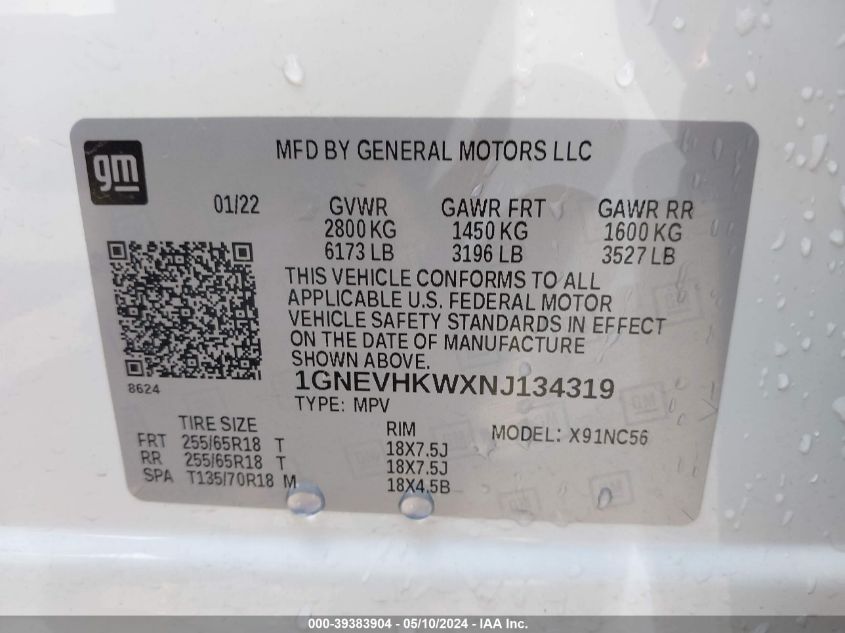 gm
MFD BY GENERAL MOTORS LLC
01/22
GVWR GAWR FRT GAWR RR
2800 KG 1450 KG 1600 KG
6173 LB 3196 LB 3527 LB
THIS VEHICLE CONFORMS TO ALL
APPLICABLE U.S. FEDERAL MOTOR
VEHICLE SAFETY STANDARDS IN EFFECT
ON THE DATE OF MANUFACTURE
SHOWN ABOVE.
8624
1GNEVHKWXNJ134319
TYPE: MPV
TIRE SIZE RIM MODEL: X91NC56
FRT 255/65R18 T 18X7.5J
RR 255/65R18 T 18X7.5J
SPA T135/70R18 M 18X4.5B
000-39383904 - 05/10/2024 - IAA Inc.